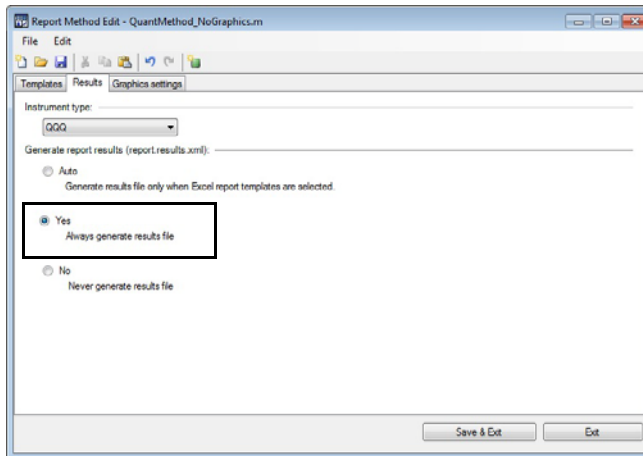 Report Method Edit - QuantMethod_NoGraphics.m
File Edit
Templates Results Graphics settings
Instrument type:
QQQ
Generate report results (report.results.xml):
Auto
Generate results file only when Excel report templates are selected.
Yes
Always generate results file
No
Never generate results file
Save & Exit Exit